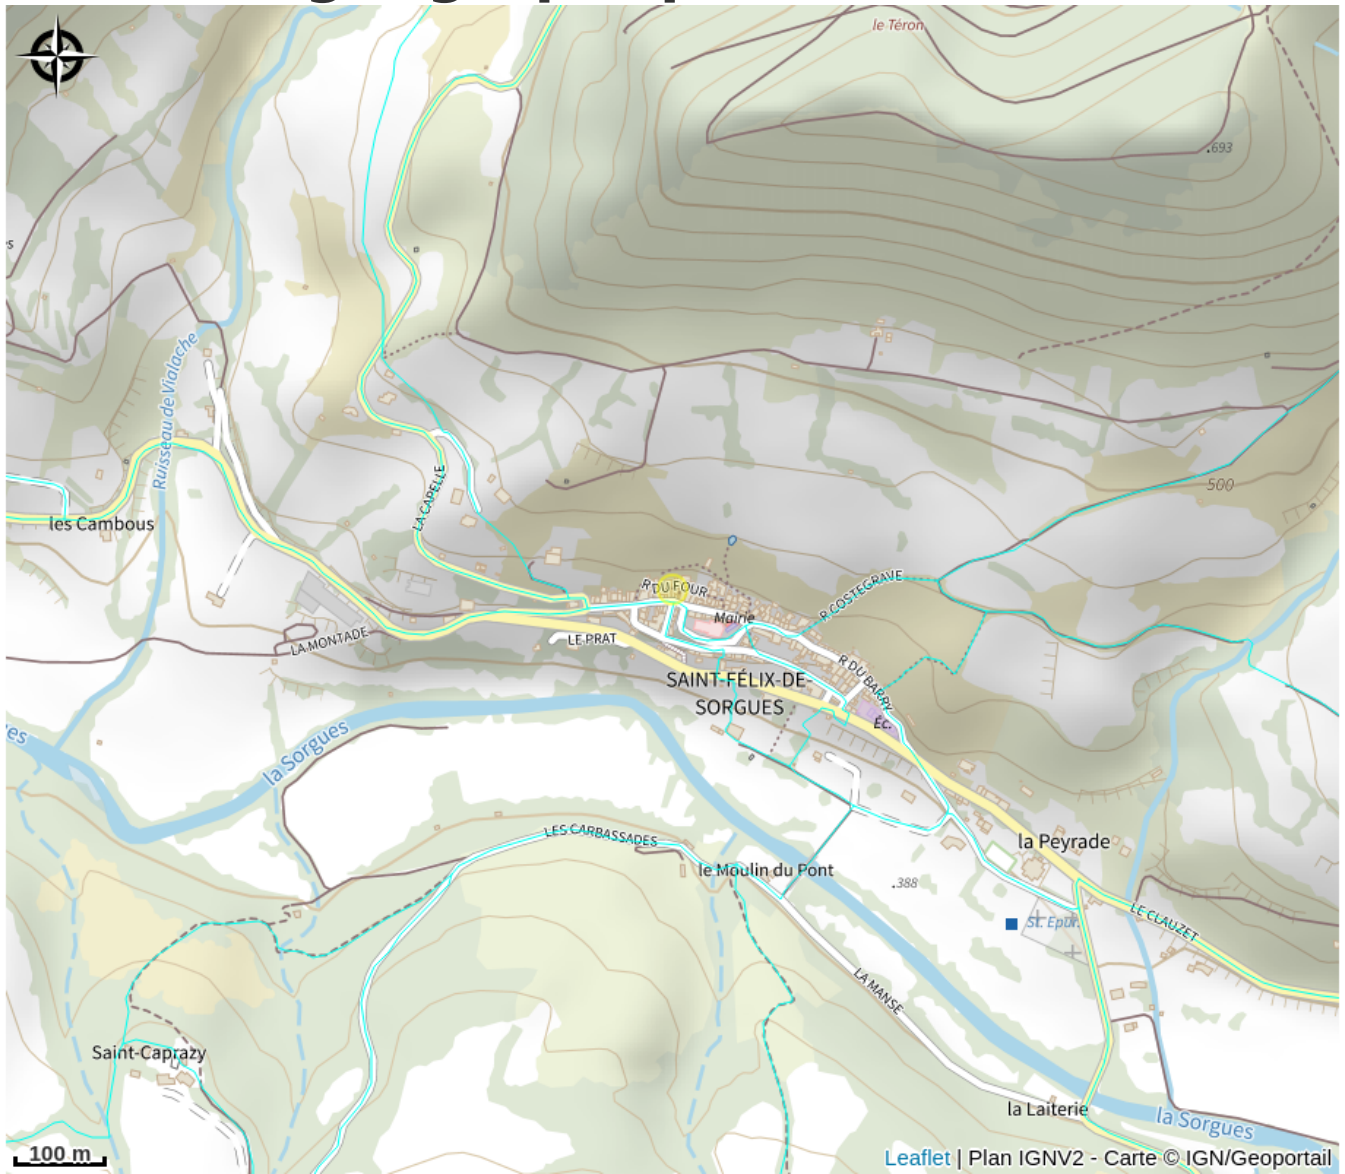 le Téron
.693
Ruisseau de Vialache
LA CAPELLE
500
les Cambous
R DU FOUR
R COSTEGRAVE
Mairie
LA MONTADE
LE PRAT
R DU BARRY
SAINT-FÉLIX-DE-
SORGUES
ÉC.
la Sorgues
LES CARBASSADES
la Peyrade
le Moulin du Pont
.388
St. Epur.
LE CLAUZET
LA MANSE
Saint-Caprazy
la Laiterie
la Sorgues
100 m
Leaflet | Plan IGNV2 - Carte © IGN/Geoportail